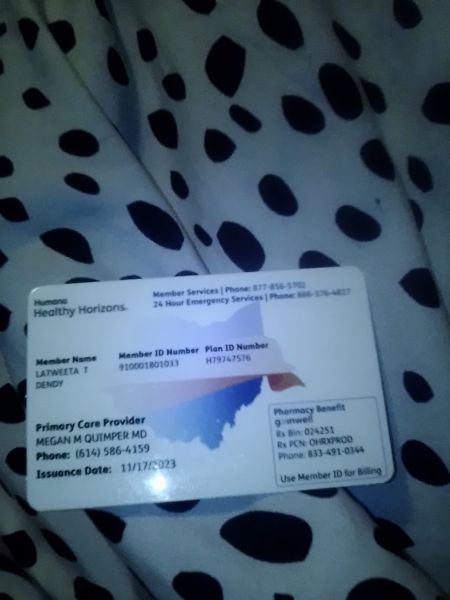 Humana
Healthy Horizons.
Member Services | Phone: 877-856-5702
24 Hour Emergency Services | Phone: 866-376-4827
Member Name
LATWEETA T
DENDY
Member ID Number
910001801033
Plan ID Number
H79747576
Primary Care Provider
MEGAN M QUIMPER MD
Phone: (614) 586-4159
Issuance Date: 11/17/2023
Pharmacy Benefit
gainwell
Rx Bin: 024251
Rx PCN: OHRXPROD
Phone: 833-491-0344
Use Member ID for Billing